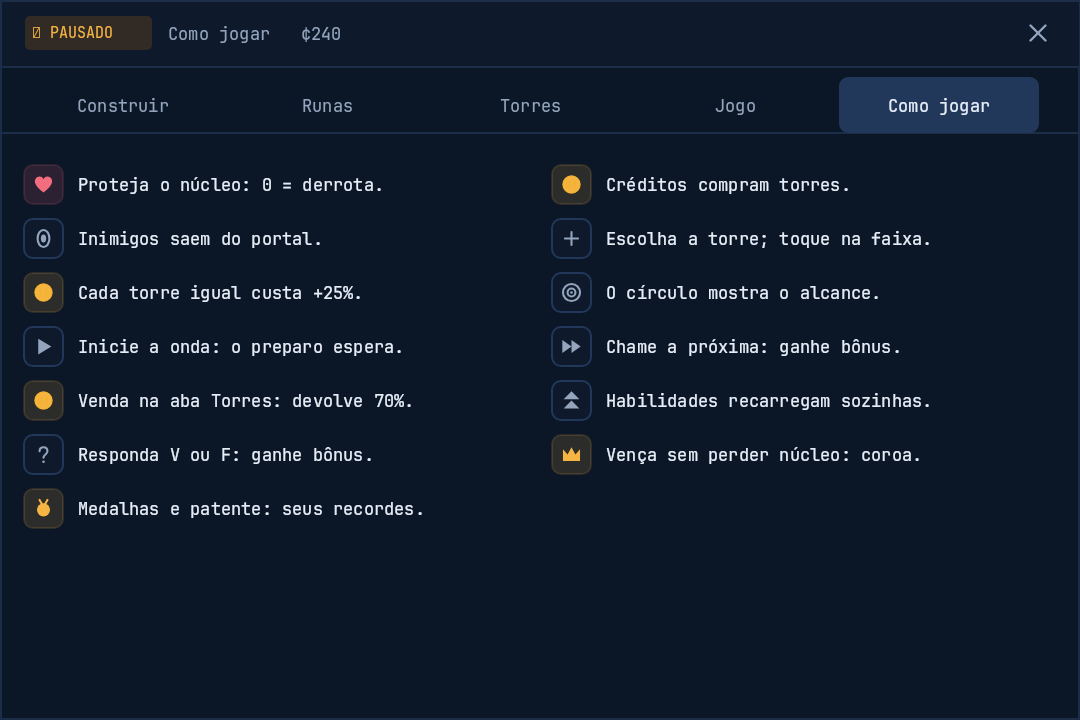 PAUSADO Como jogar ¢240
Construir Runas Torres Jogo Como jogar
Proteja o núcleo: 0 = derrota.
Créditos compram torres.
Inimigos saem do portal.
Escolha a torre; toque na faixa.
Cada torre igual custa +25%.
O círculo mostra o alcance.
Inicie a onda: o preparo espera.
Chame a próxima: ganhe bônus.
Venda na aba Torres: devolve 70%.
Habilidades recarregam sozinhas.
Responda V ou F: ganhe bônus.
Vença sem perder núcleo: coroa.
Medalhas e patente: seus recordes.